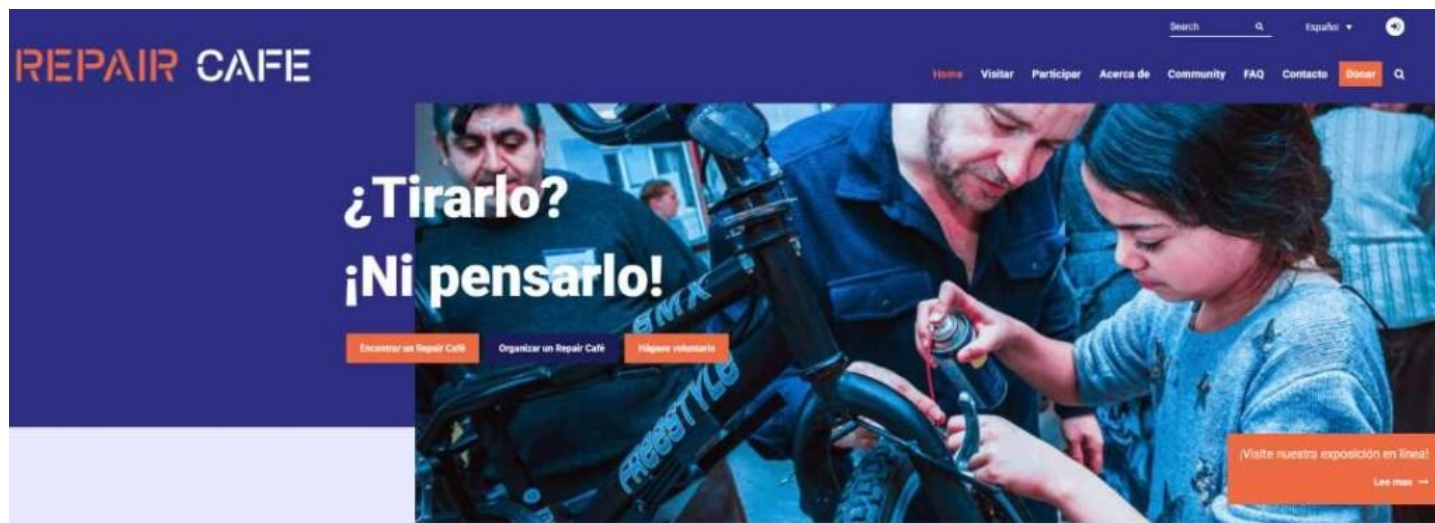 Search
Español
REPAIR CAFE
Home Visitar Participar Acerca de Community FAQ Contacto Donar
¿Tirarlo?
¡Ni pensarlo!
BMX
FREESTYLE
Encontrar un Repair Café Organizar un Repair Café Hágase voluntario
¡Visite nuestra exposición en línea!
Lee mas →